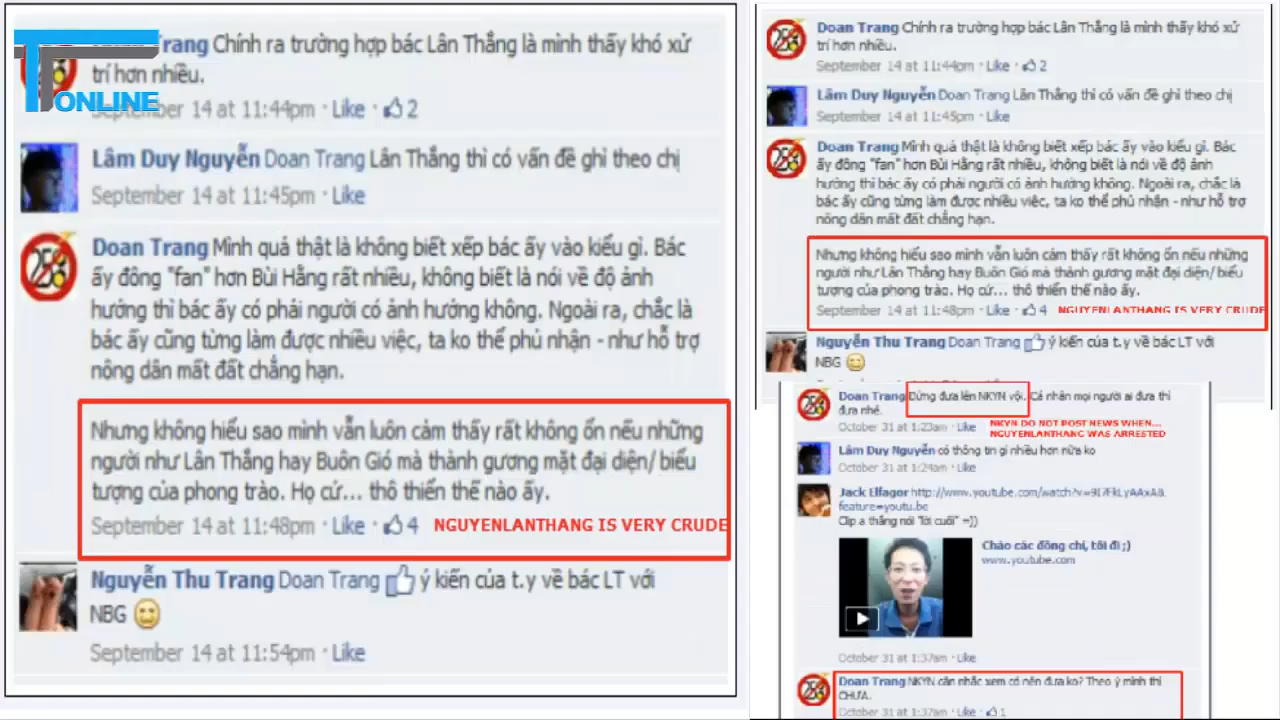 TT ONLINE
Trang Chính ra trường hợp bác Lân Thắng là mình thấy khó xử
trí hơn nhiều.
September 14 at 11:44pm · Like · 2
Lâm Duy Nguyễn Doan Trang Lân Thắng thì có vấn đề ghì theo chị
September 14 at 11:45pm · Like
Doan Trang Mình quả thật là không biết xếp bác ấy vào kiểu gì. Bác
ấy đông "fan" hơn Bùi Hằng rất nhiều, không biết là nói về độ ảnh
hưởng thì bác ấy có phải người có ảnh hưởng không. Ngoài ra, chắc là
bác ấy cũng từng làm được nhiều việc, ta ko thể phủ nhận - như hỗ trợ
nông dân mất đất chẳng hạn.
Nhưng không hiểu sao mình vẫn luôn cảm thấy rất không ổn nếu những
người như Lân Thắng hay Buôn Gió mà thành gương mặt đại diện/ biểu
tượng của phong trào. Họ cứ... thô thiển thế nào ấy.
September 14 at 11:48pm · Like · 4 NGUYENLANTHANG IS VERY CRUDE
Nguyễn Thu Trang Doan Trang ý kiến của t.y về bác LT với
NBG
September 14 at 11:54pm · Like
Doan Trang Chính ra trường hợp bác Lân Thắng là mình thấy khó xử
trí hơn nhiều.
September 14 at 11:44pm · Like · 2
Lâm Duy Nguyễn Doan Trang Lân Thắng thì có vấn đề ghì theo chị
September 14 at 11:45pm · Like
Doan Trang Mình quả thật là không biết xếp bác ấy vào kiểu gì. Bác
ấy đông "fan" hơn Bùi Hằng rất nhiều, không biết là nói về độ ảnh
hưởng thì bác ấy có phải người có ảnh hưởng không. Ngoài ra, chắc là
bác ấy cũng từng làm được nhiều việc, ta ko thể phủ nhận - như hỗ trợ
nông dân mất đất chẳng hạn.
Nhưng không hiểu sao mình vẫn luôn cảm thấy rất không ổn nếu những
người như Lân Thắng hay Buôn Gió mà thành gương mặt đại diện/ biểu
tượng của phong trào. Họ cứ... thô thiển thế nào ấy.
September 14 at 11:48pm · Like · 4 NGUYENLANTHANG IS VERY CRUDE
Nguyễn Thu Trang Doan Trang ý kiến của t.y về bác LT với
NBG
Doan Trang Đừng đưa lên NKYN vội. Cá nhân mọi người ai đưa thì
đưa nhé.
October 31 at 1:23am · Like NKYN DO NOT POST NEWS WHEN...
NGUYENLANTHANG WAS ARRESTED
Lâm Duy Nguyễn có thông tin gì nhiều hơn nữa ko
October 31 at 1:24am · Like
Jack Elfagor
feature=youtu.be
Clip a thắng nói "lời cuối" =))
Chào các đồng chí, tôi đi ;)
www.youtube.com
October 31 at 1:37am · Like
Doan Trang NKYN cân nhắc xem có nên đưa ko? Theo ý mình thì
CHƯA.
October 31 at 1:37am · Like · 1